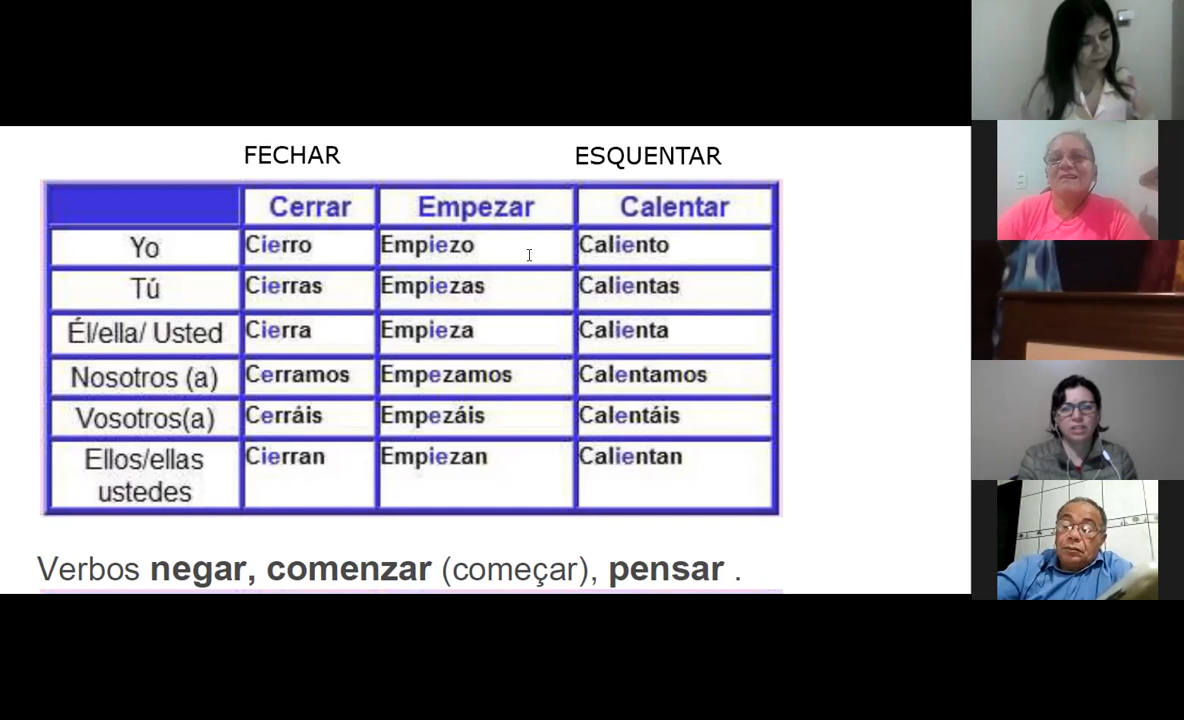 FECHAR ESQUENTAR
Cerrar Empezar Calentar
Yo Cierro Empiezo Caliento
Tú Cierras Empiezas Calientas
Él/ella/ Usted Cierra Empieza Calienta
Nosotros (a) Cerramos Empezamos Calentamos
Vosotros(a) Cerráis Empezáis Calentáis
Ellos/ellas Cierran Empiezan Calientan
ustedes
Verbos negar, comenzar (começar), pensar .